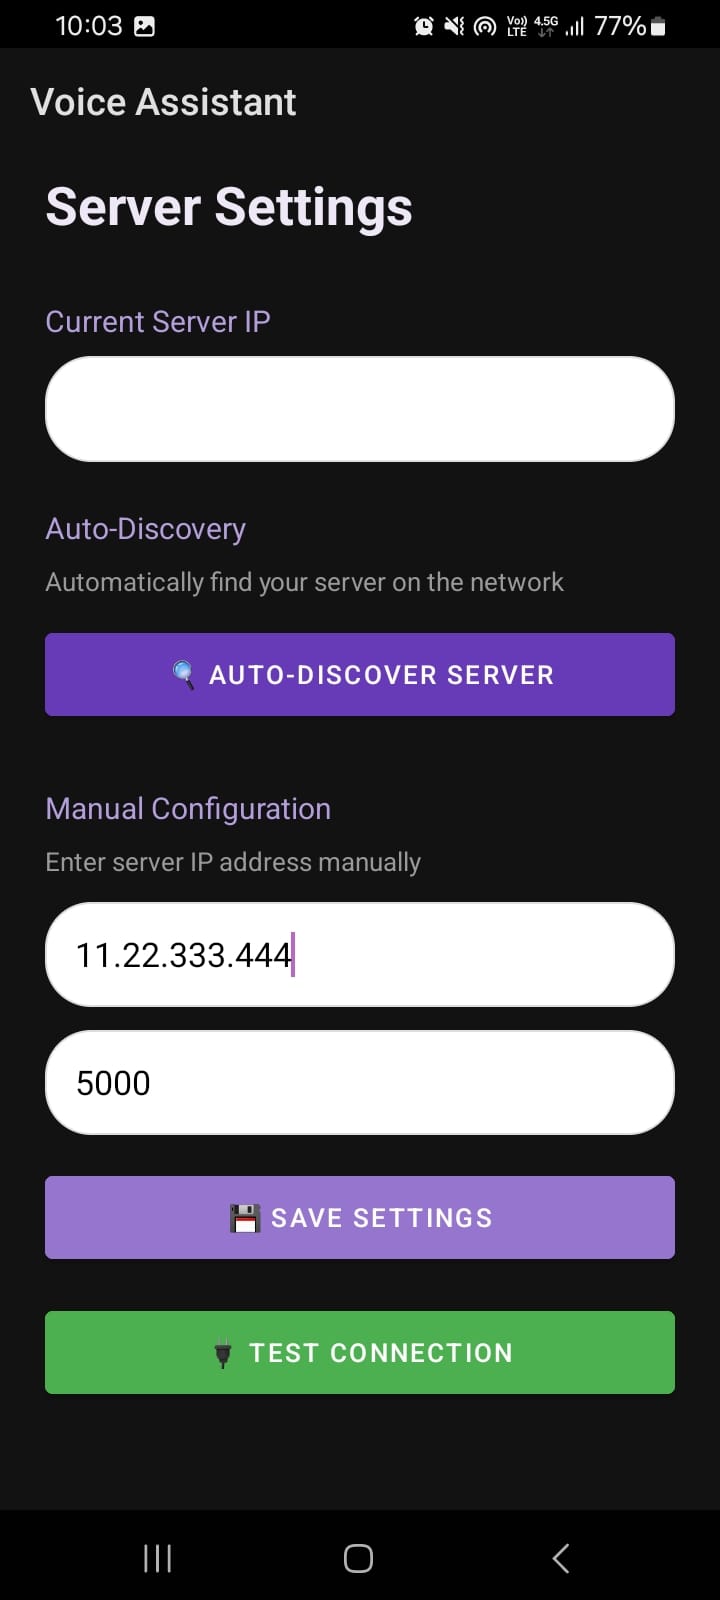 10:03 Vo)) LTE 4.5G 77%
Voice Assistant
Server Settings
Current Server IP
Auto-Discovery
Automatically find your server on the network
AUTO-DISCOVER SERVER
Manual Configuration
Enter server IP address manually
11.22.333.444
5000
SAVE SETTINGS
TEST CONNECTION